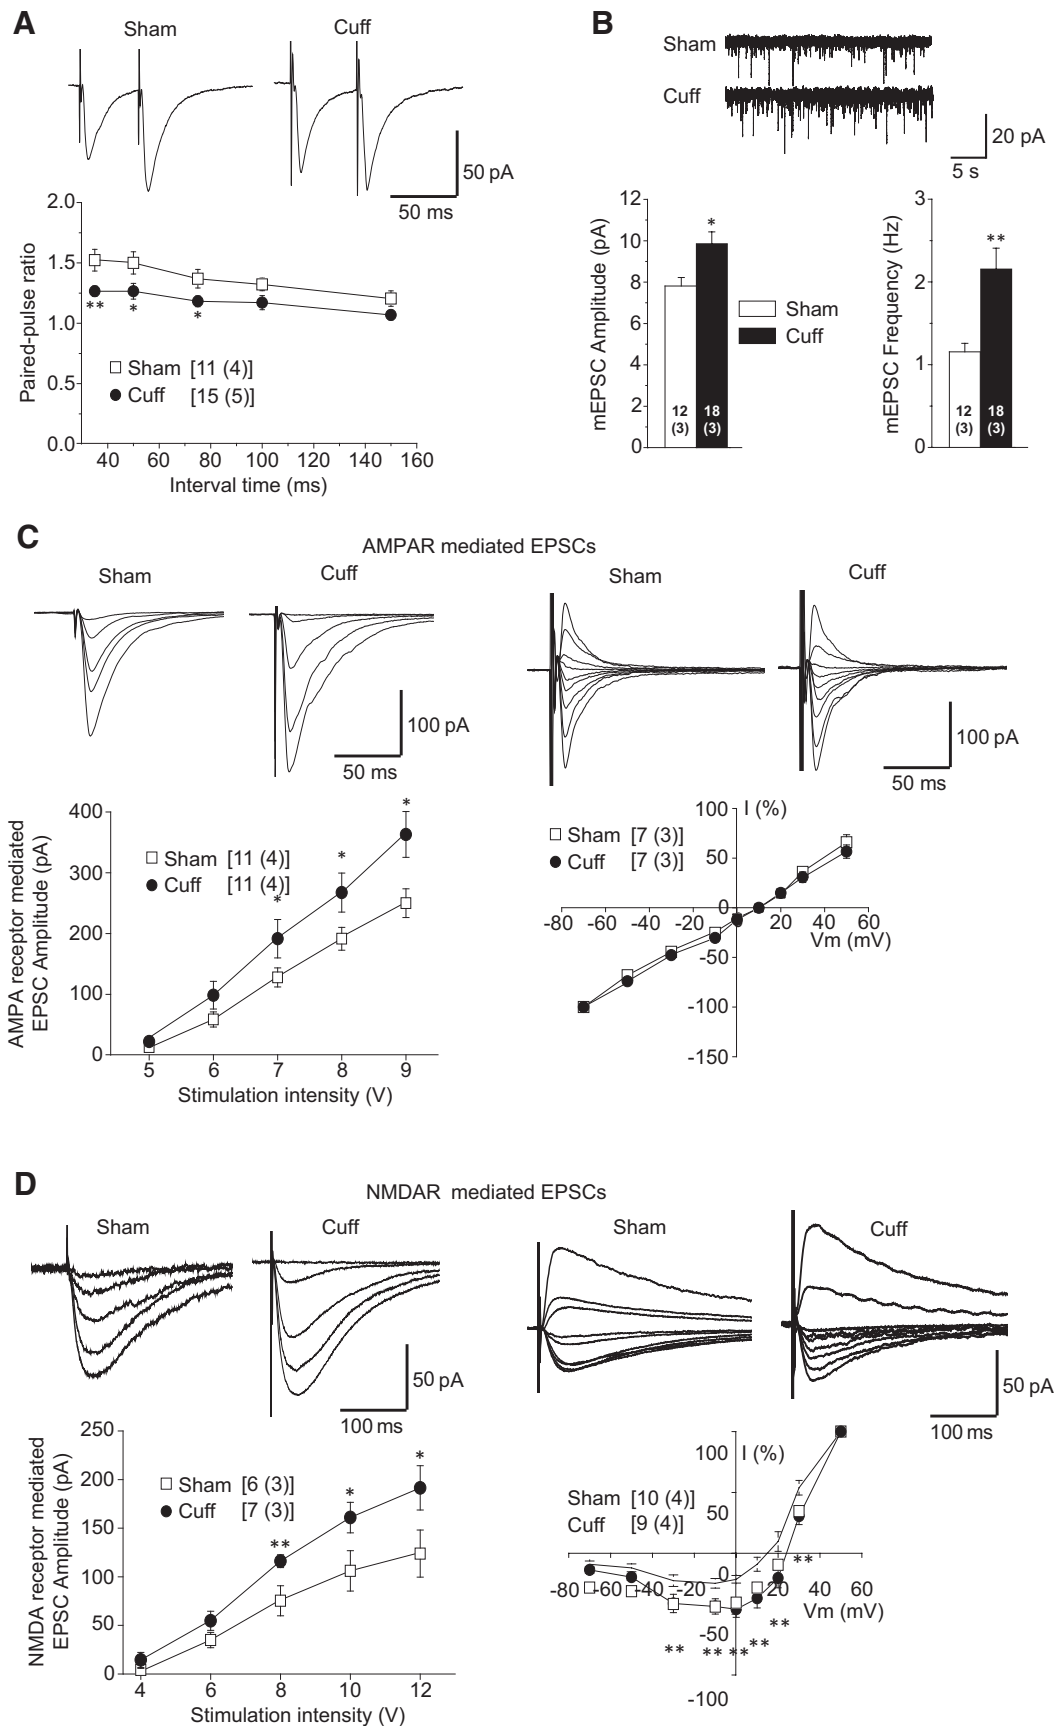 A
Sham
Cuff
50 pA
50 ms
2.0
1.5
1.0
0.5
0.0
Paired-pulse ratio
** * *
Sham [11 (4)]
Cuff [15 (5)]
40 60 80 100 120 140 160
Interval time (ms)
B
Sham
Cuff
20 pA
5 s
12
10
8
6
4
2
0
mEPSC Amplitude (pA)
*
12
(3)
18
(3)
Sham
Cuff
3
2
1
0
mEPSC Frequency (Hz)
**
12
(3)
18
(3)
C
AMPAR mediated EPSCs
Sham
Cuff
100 pA
50 ms
Sham
Cuff
100 pA
50 ms
400
300
200
100
0
AMPA receptor mediated
EPSC Amplitude (pA)
Sham [11 (4)]
Cuff [11 (4)]
* * *
5 6 7 8 9
Stimulation intensity (V)
100
50
0
-50
-100
-150
I (%)
Sham [7 (3)]
Cuff [7 (3)]
-80 -60 -40 -20 20 40 60
Vm (mV)
D
NMDAR mediated EPSCs
Sham
Cuff
50 pA
100 ms
Sham
Cuff
50 pA
100 ms
250
200
150
100
50
0
NMDA receptor mediated
EPSC Amplitude (pA)
Sham [6 (3)]
Cuff [7 (3)]
** * *
4 6 8 10 12
Stimulation intensity (V)
100
50
0
-50
-100
I (%)
Sham [10 (4)]
Cuff [9 (4)]
-80 -60 -40 -20 20 40 60
Vm (mV)
** ** ** ** ** **